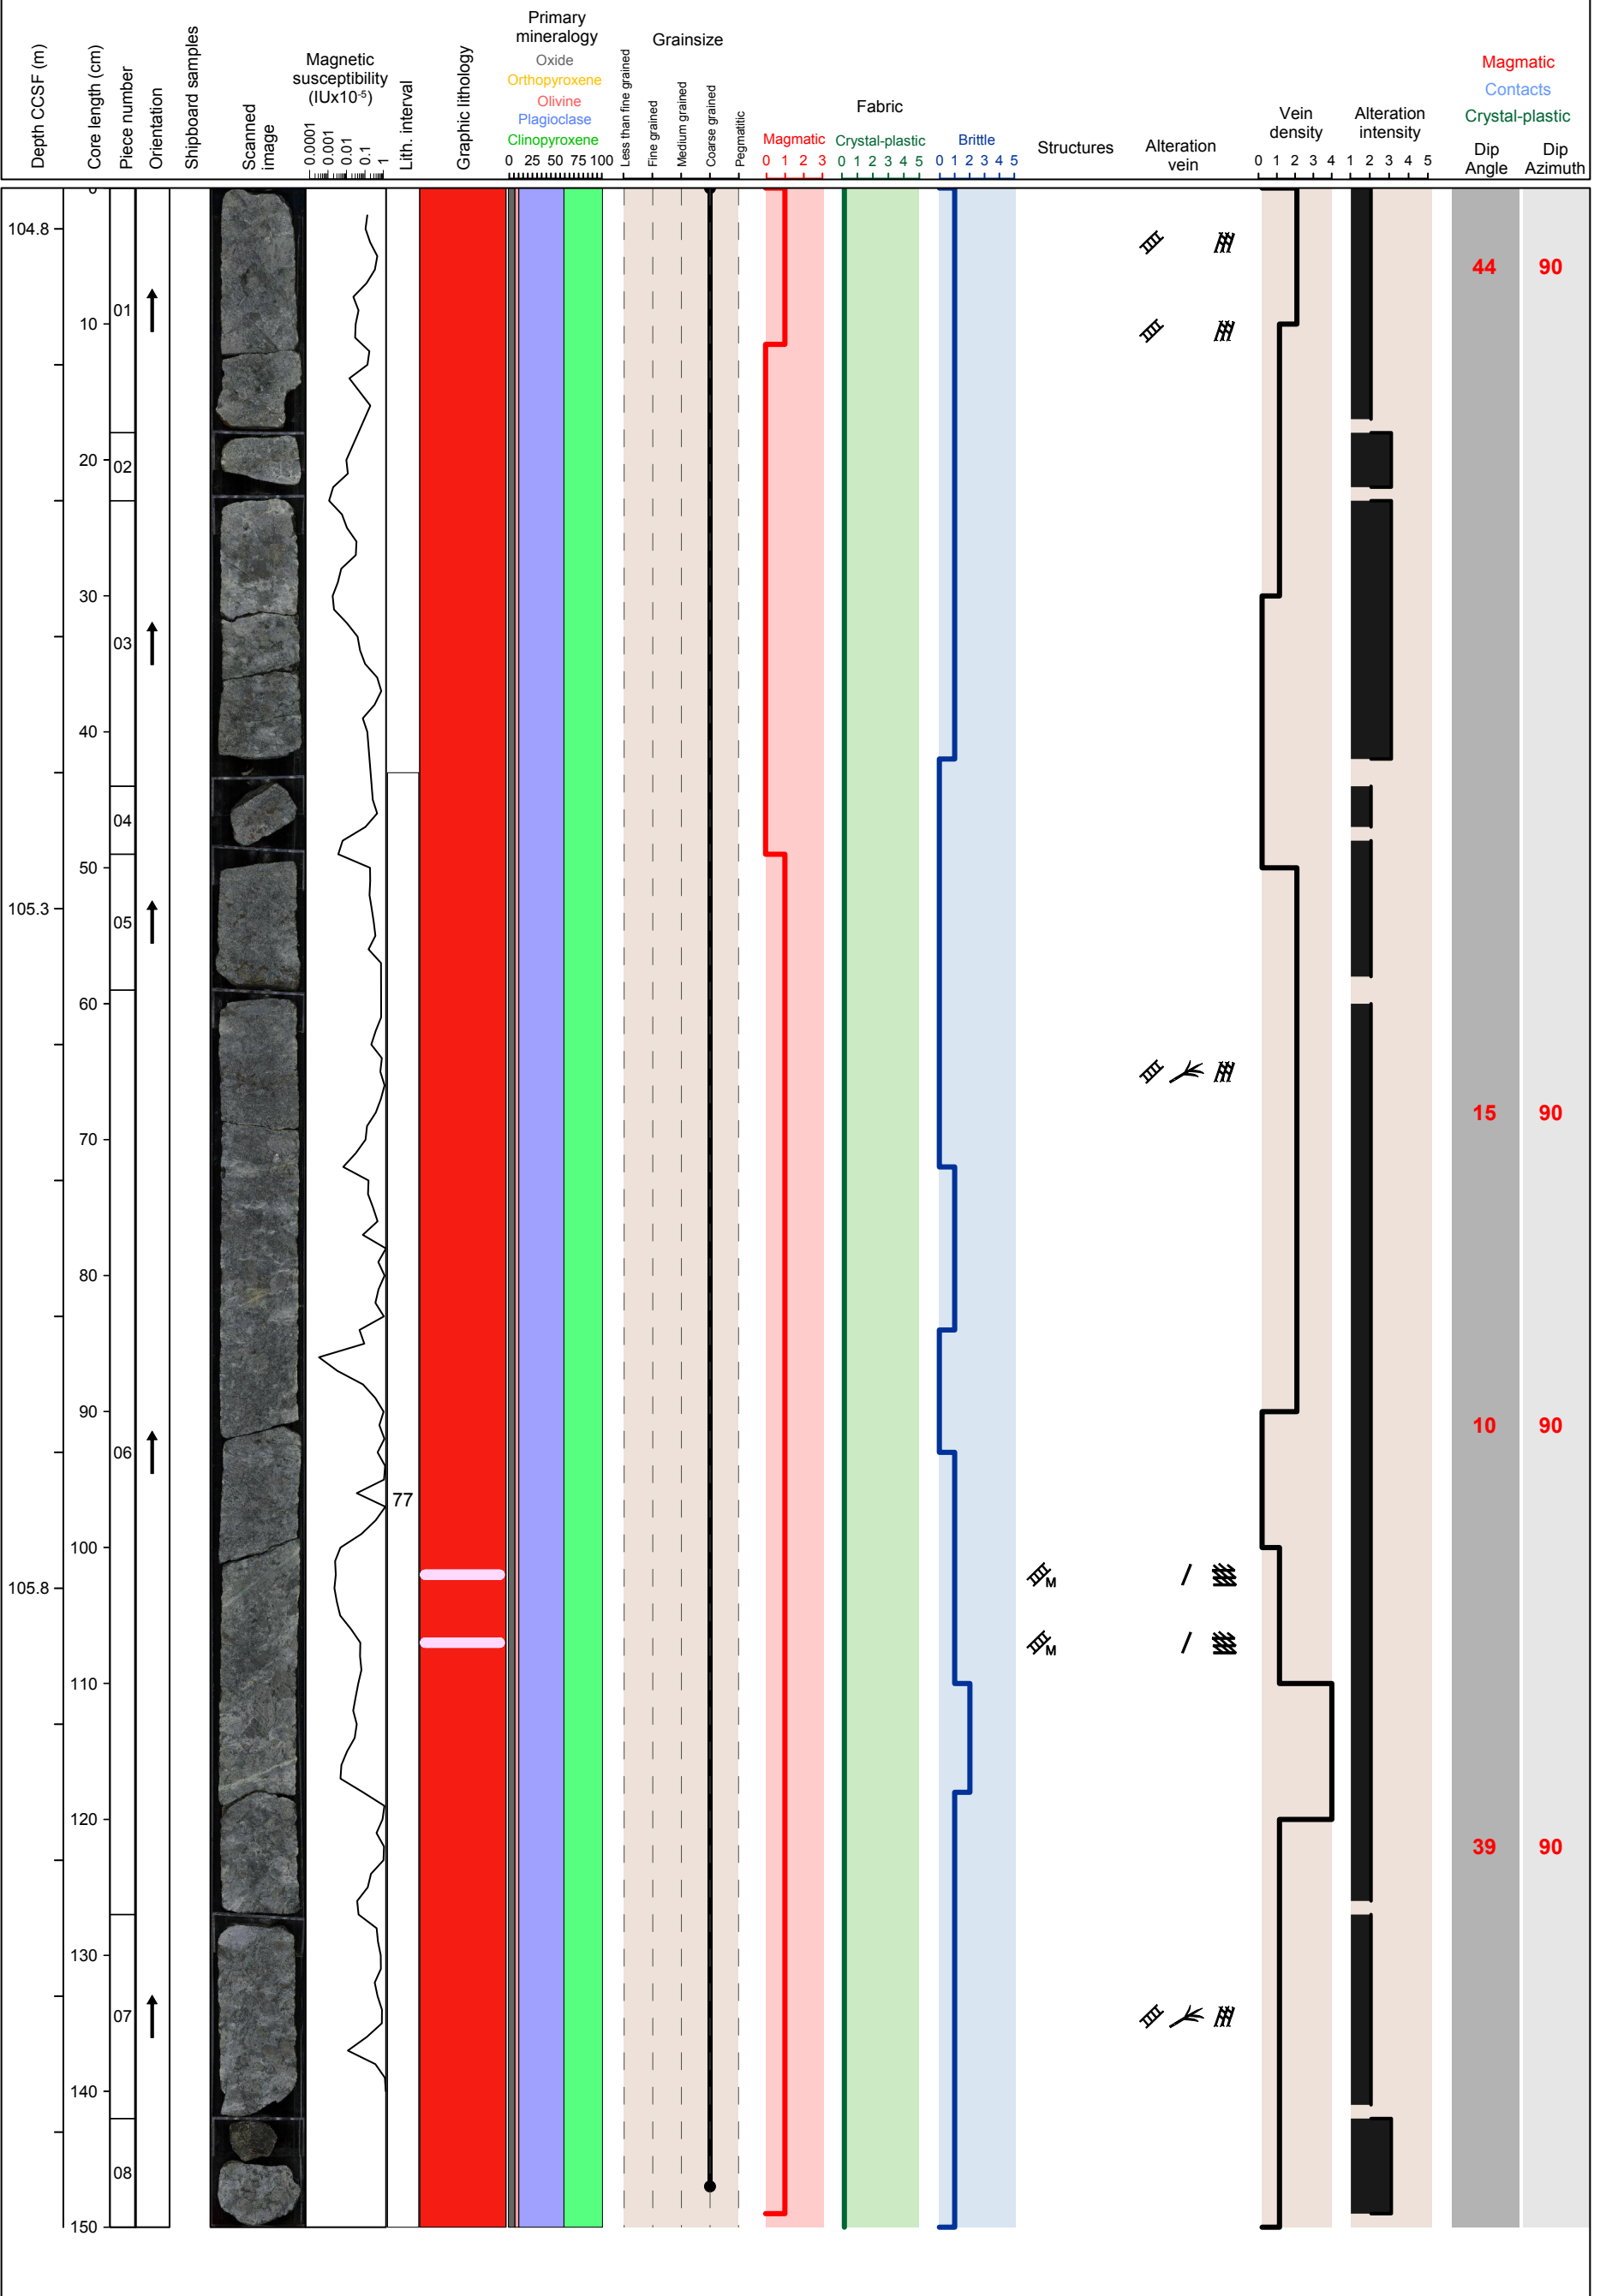 Depth CCSF (m)
Core length (cm)
Piece number
Orientation
Shipboard samples
Scanned
image
Magnetic
susceptibility
(IUx10⁻⁵)
0.0001
0.001
0.01
0.1
1
Lith. interval
Graphic lithology
Primary
mineralogy
Oxide
Orthopyroxene
Olivine
Plagioclase
Clinopyroxene
0 25 50 75 100
Grainsize
Less than fine grained
Fine grained
Medium grained
Coarse grained
Pegmatitic
Fabric
Magmatic
0 1 2 3
Crystal-plastic
0 1 2 3 4 5
Brittle
0 1 2 3 4 5
Structures
Alteration
vein
Vein
density
0 1 2 3 4
Alteration
intensity
1 2 3 4 5
Magmatic
Contacts
Crystal-plastic
Dip
Angle
Dip
Azimuth
0
104.8
44 90
01
10
20
02
30
03
40
04
50
105.3
05
60
70
15 90
80
90
10 90
06
77
100
105.8
M
M
110
120
39 90
130
07
140
08
150